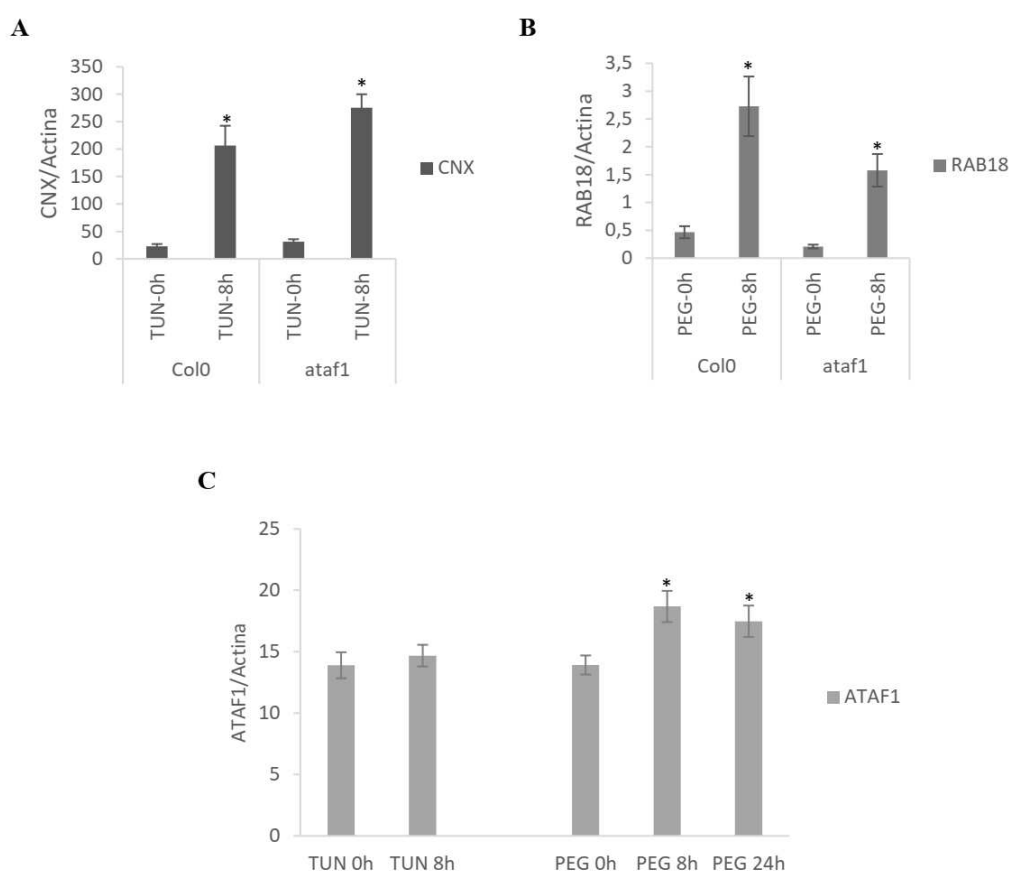 A
CNX/Actina
350
300
250
200
150
100
50
0
*
*
TUN-0h
TUN-8h
TUN-0h
TUN-8h
Col0
ataf1
CNX
B
RAB18/Actina
3,5
3
2,5
2
1,5
1
0,5
0
*
*
PEG-0h
PEG-8h
PEG-0h
PEG-8h
Col0
ataf1
RAB18
C
ATAF1/Actina
25
20
15
10
5
0
*
*
TUN 0h
TUN 8h
PEG 0h
PEG 8h
PEG 24h
ATAF1